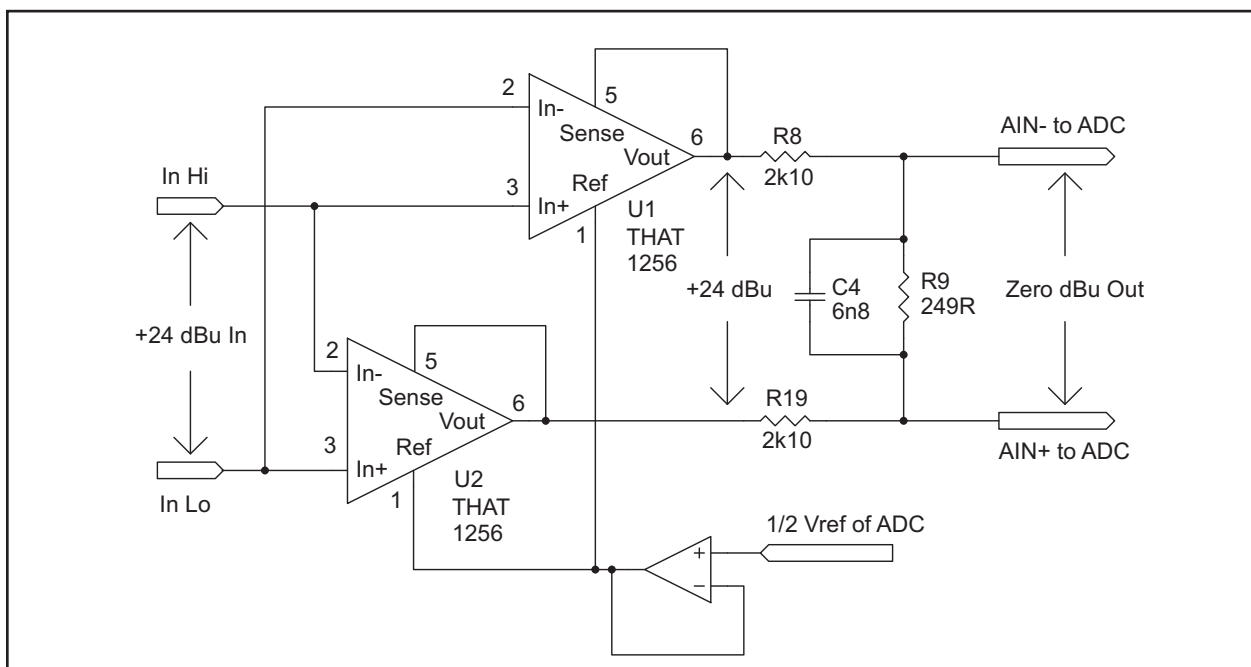 2
In-
5
Sense
6
Vout
3
In+
Ref
1
U1
THAT
1256
R8
2k10
AIN- to ADC
In Hi
+24 dBu In
In Lo
+24 dBu
C4
6n8
R9
249R
Zero dBu Out
2
In-
5
Sense
6
Vout
3
In+
Ref
1
U2
THAT
1256
R19
2k10
AIN+ to ADC
1/2 Vref of ADC
+
−